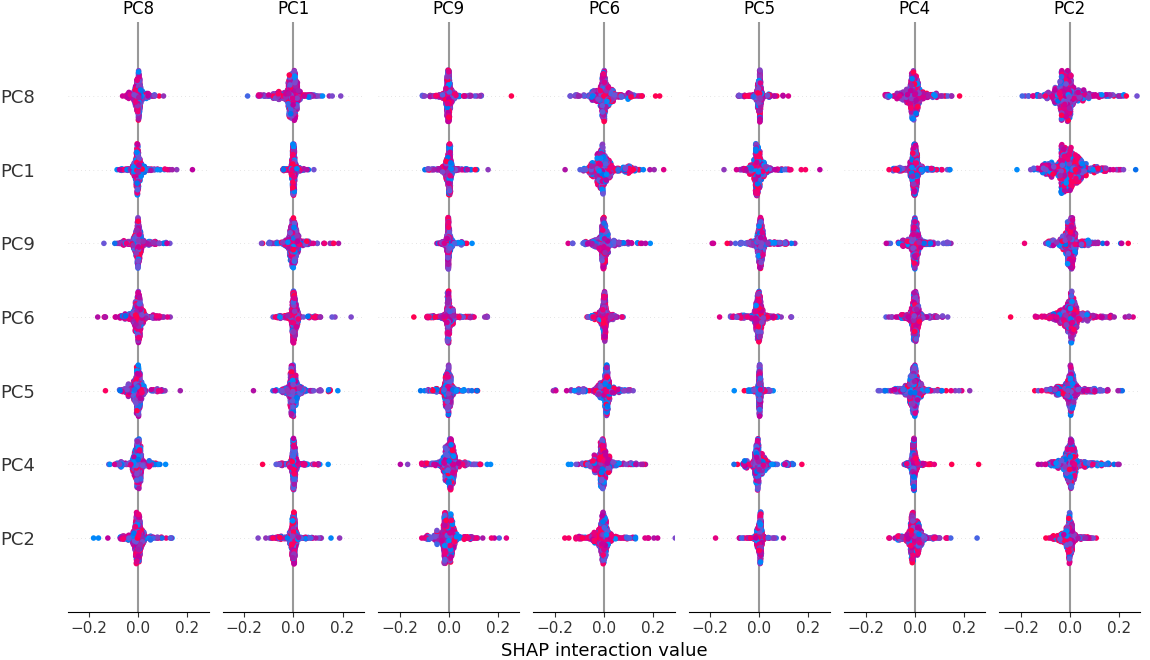 PC8 PC1 PC9 PC6 PC5 PC4 PC2
PC8
PC1
PC9
PC6
PC5
PC4
PC2
−0.2 0.0 0.2 −0.2 0.0 0.2 −0.2 0.0 0.2 −0.2 0.0 0.2 −0.2 0.0 0.2 −0.2 0.0 0.2 −0.2 0.0 0.2
SHAP interaction value